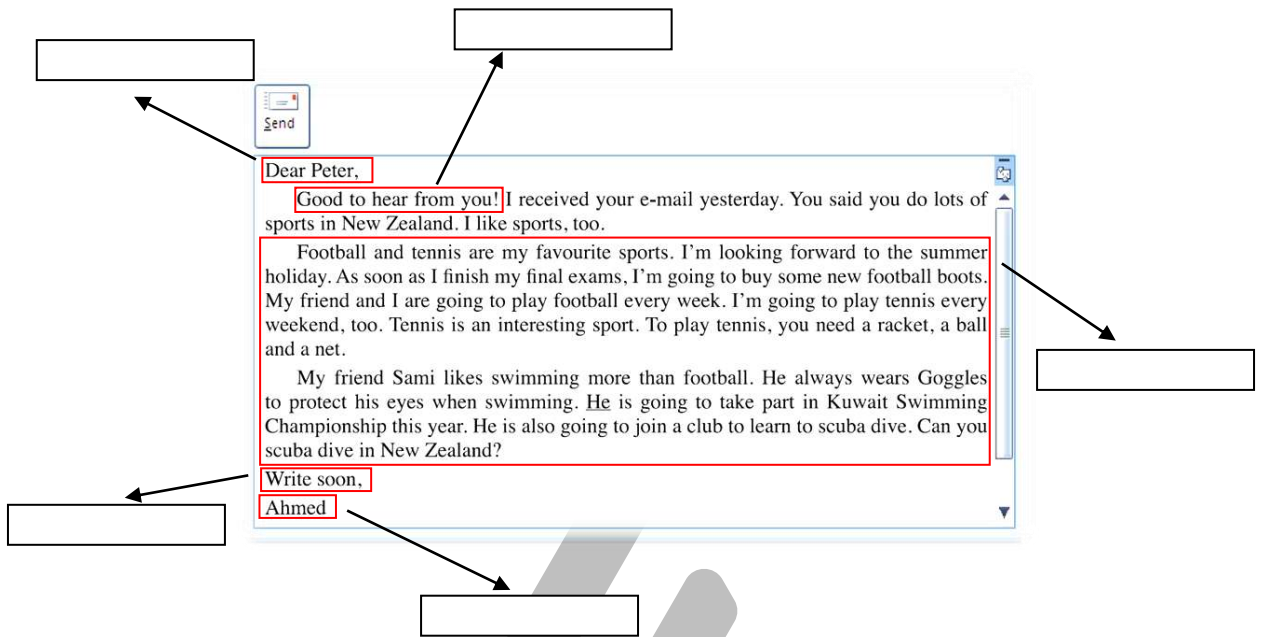 Send
Dear Peter,
Good to hear from you! I received your e-mail yesterday. You said you do lots of
sports in New Zealand. I like sports, too.
Football and tennis are my favourite sports. I'm looking forward to the summer
holiday. As soon as I finish my final exams, I'm going to buy some new football boots.
My friend and I are going to play football every week. I'm going to play tennis every
weekend, too. Tennis is an interesting sport. To play tennis, you need a racket, a ball
and a net.
My friend Sami likes swimming more than football. He always wears Goggles
to protect his eyes when swimming. He is going to take part in Kuwait Swimming
Championship this year. He is also going to join a club to learn to scuba dive. Can you
scuba dive in New Zealand?
Write soon,
Ahmed